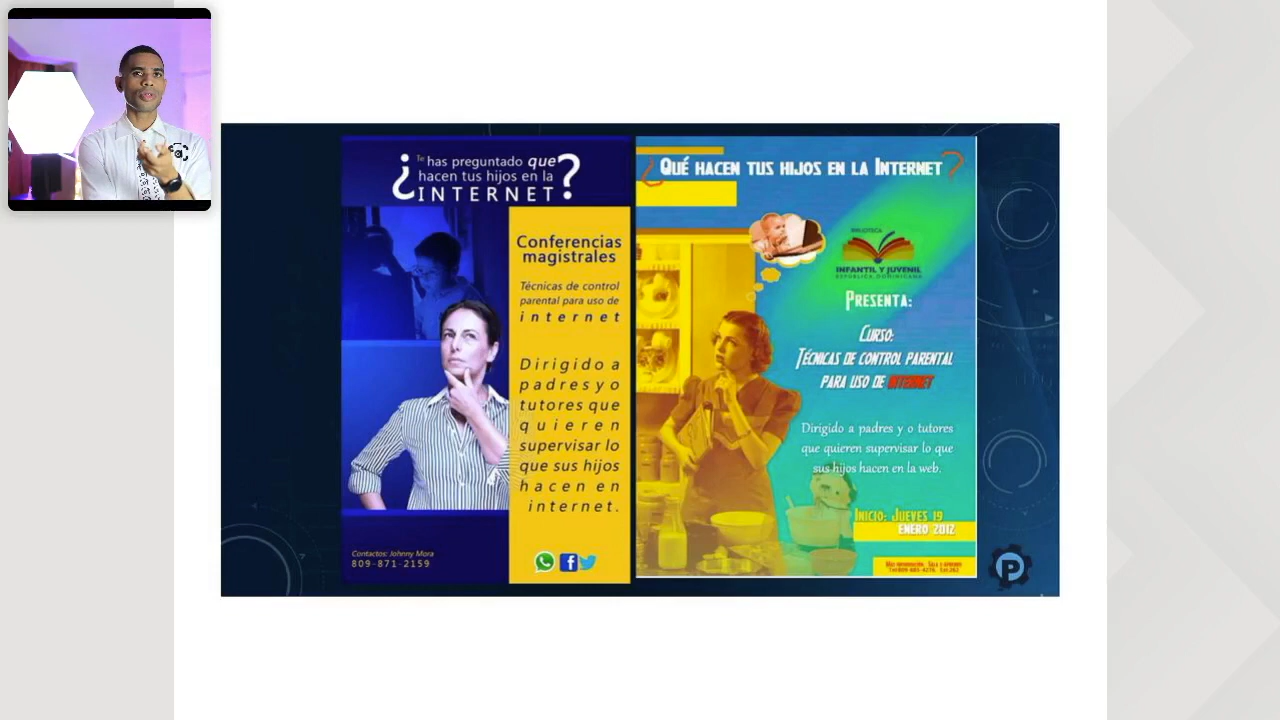 ¿Te has preguntado que
hacen tus hijos en la
INTERNET?
Conferencias
magistrales
Técnicas de control
parental para uso de
internet
Dirigido a
padres y o
tutores que
quieren
supervisar lo
que sus hijos
hacen en
internet.
Contactos: Johnny Mora
809-871-2159
¿Qué hacen tus hijos en la Internet?
BIBLIOTECA
INFANTIL Y JUVENIL
REPÚBLICA DOMINICANA
Presenta:
Curso:
Técnicas de control parental
para uso de internet
Dirigido a padres y o tutores
que quieren supervisar lo que
sus hijos hacen en la web.
Inicio: Jueves 19
Enero 2012
P